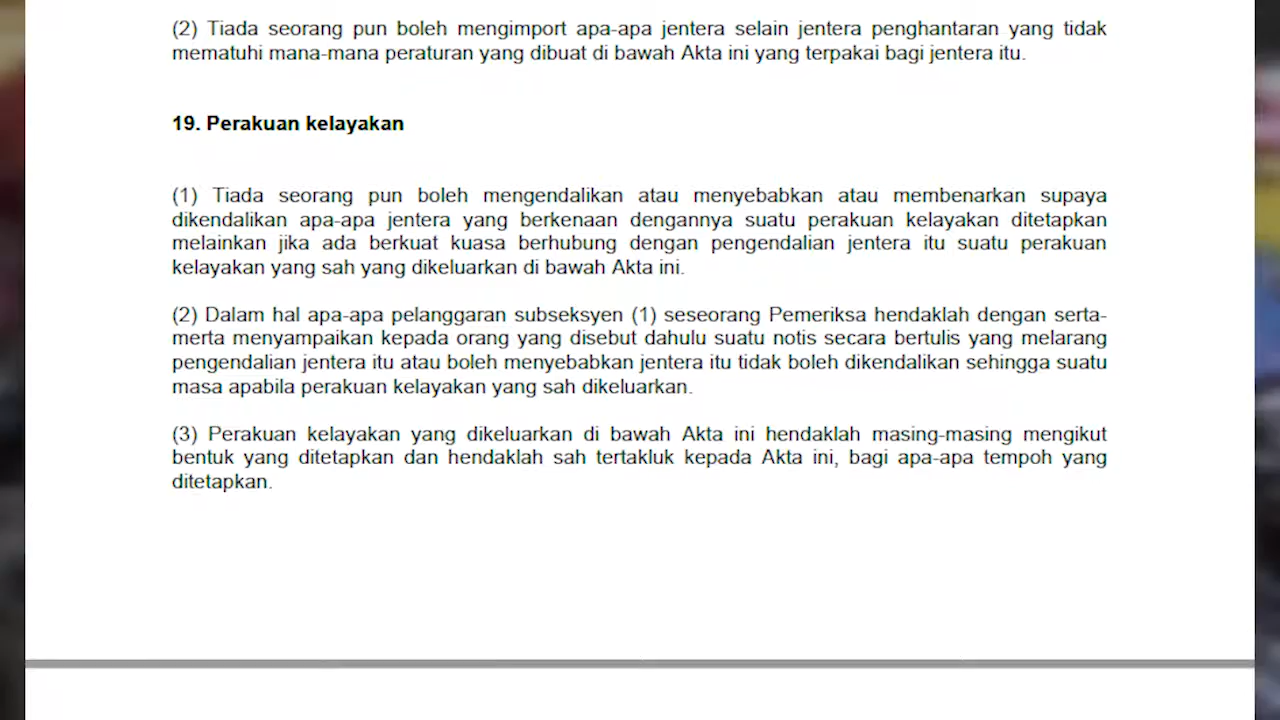 (2) Tiada seorang pun boleh mengimport apa-apa jentera selain jentera penghantaran yang tidak
mematuhi mana-mana peraturan yang dibuat di bawah Akta ini yang terpakai bagi jentera itu.
19. Perakuan kelayakan
(1) Tiada seorang pun boleh mengendalikan atau menyebabkan atau membenarkan supaya
dikendalikan apa-apa jentera yang berkenaan dengannya suatu perakuan kelayakan ditetapkan
melainkan jika ada berkuat kuasa berhubung dengan pengendalian jentera itu suatu perakuan
kelayakan yang sah yang dikeluarkan di bawah Akta ini.
(2) Dalam hal apa-apa pelanggaran subseksyen (1) seseorang Pemeriksa hendaklah dengan serta-
merta menyampaikan kepada orang yang disebut dahulu suatu notis secara bertulis yang melarang
pengendalian jentera itu atau boleh menyebabkan jentera itu tidak boleh dikendalikan sehingga suatu
masa apabila perakuan kelayakan yang sah dikeluarkan.
(3) Perakuan kelayakan yang dikeluarkan di bawah Akta ini hendaklah masing-masing mengikut
bentuk yang ditetapkan dan hendaklah sah tertakluk kepada Akta ini, bagi apa-apa tempoh yang
ditetapkan.